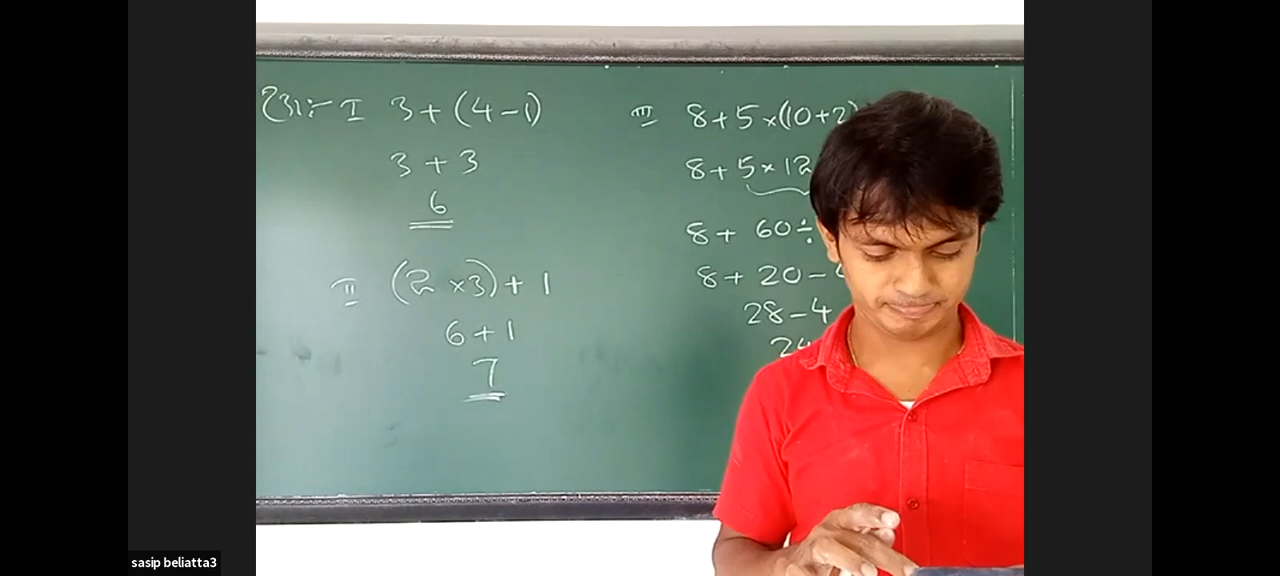 I 3 + (4 - 1)
3 + 3
6
II (2 × 3) + 1
6 + 1
7
III 8 + 5 × (10 + 2)
8 + 5 × 12
8 + 60 ÷
8 + 20 -
28 - 4
24
sasip beliatta3